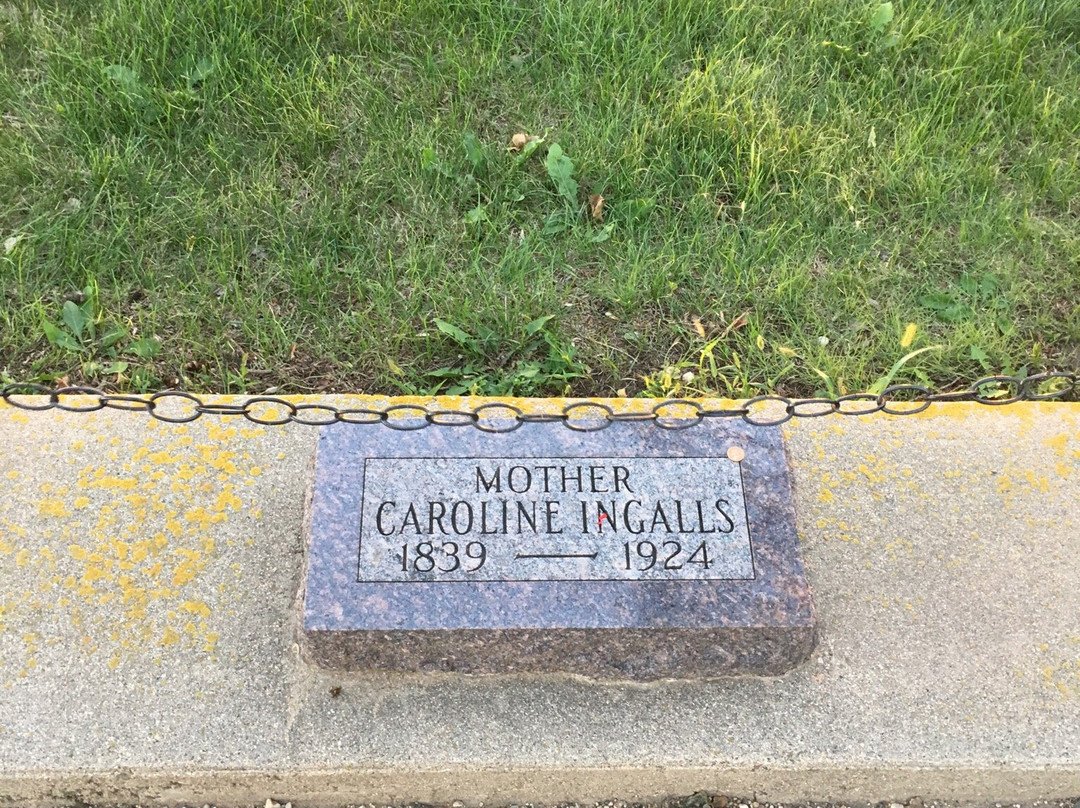 MOTHER
CAROLINE INGALLS
1839 — 1924